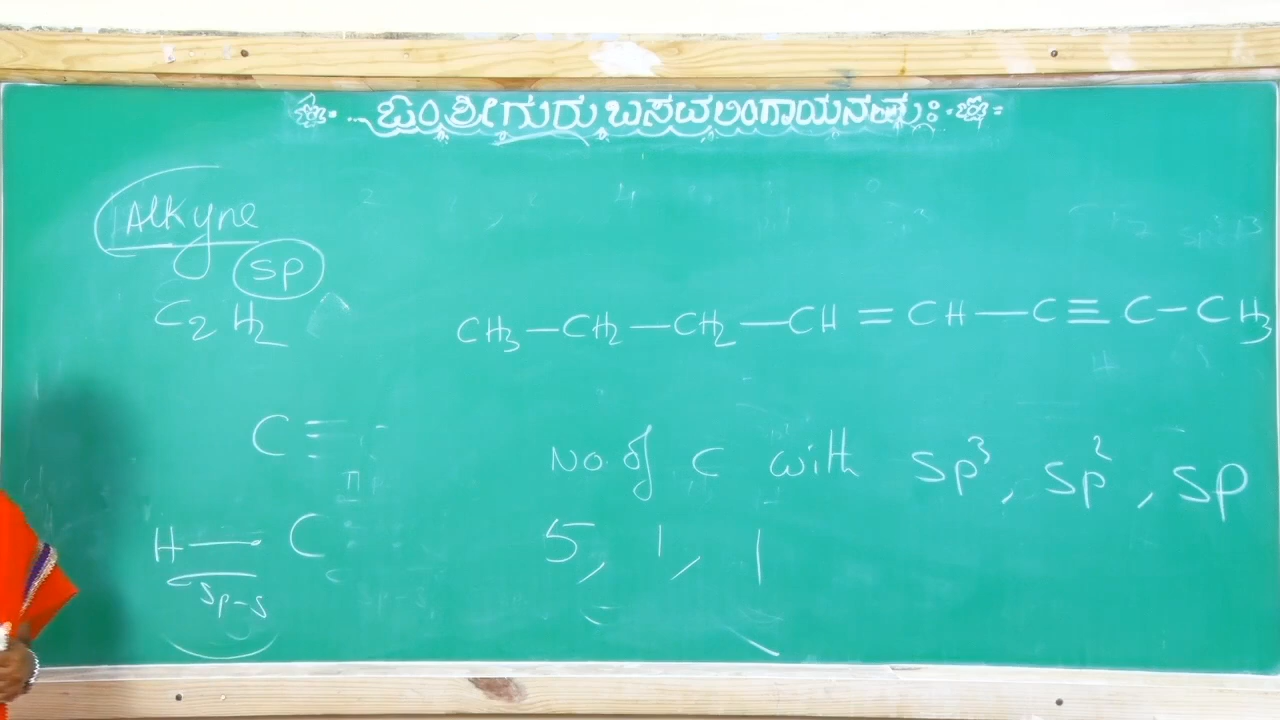 ಓಂ ಶ್ರೀ ಗುರು ಬಸವಲಿಂಗಾಯ ನಮಃ
Alkyne
sp
C₂H₂
CH₃—CH₂—CH₂—CH=CH—C≡C—CH₃
C≡
No of C with sp³, sp², sp
H—C
5, 1, 1
sp-s